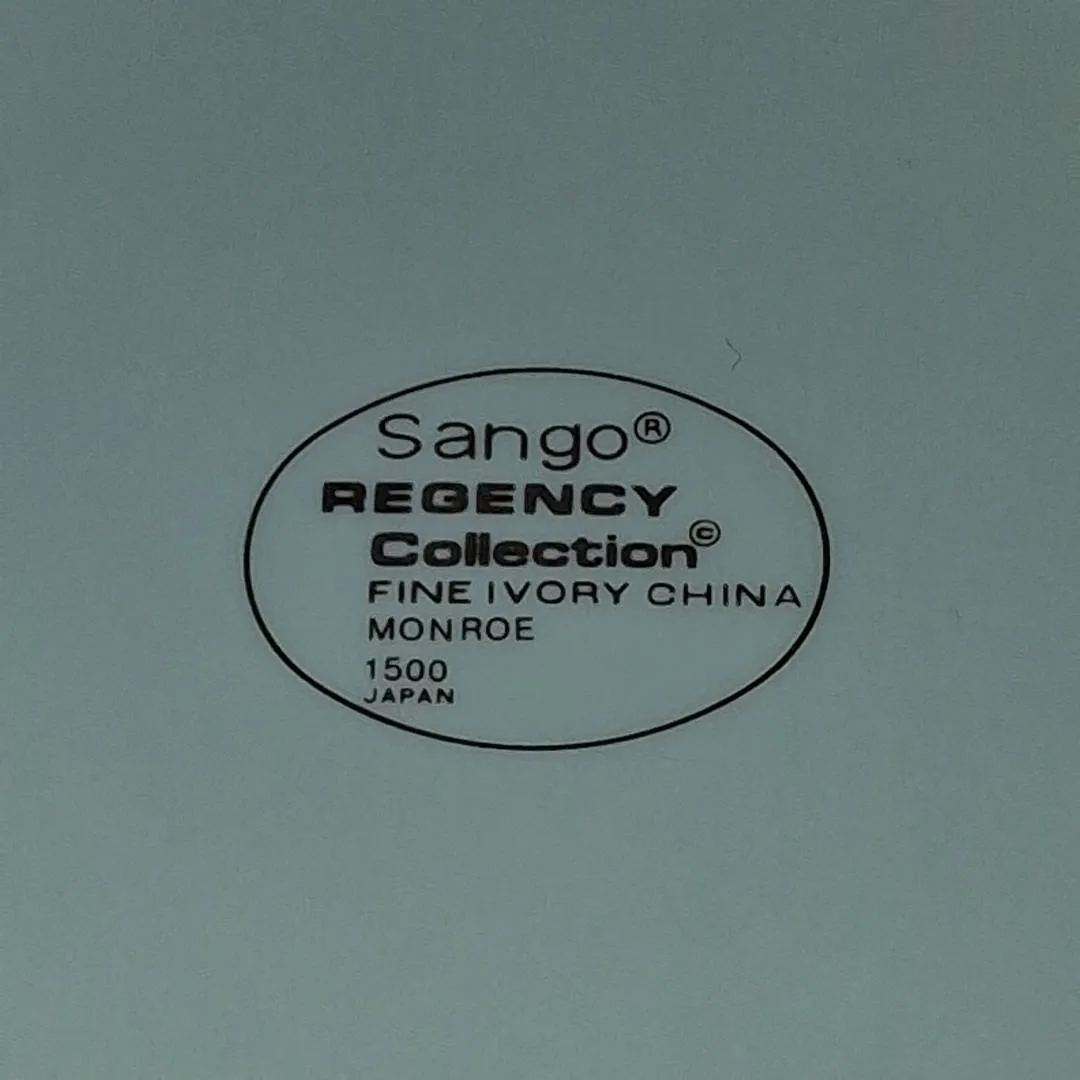 Sango®
REGENCY
Collection©
FINE IVORY CHINA
MONROE
1500
JAPAN